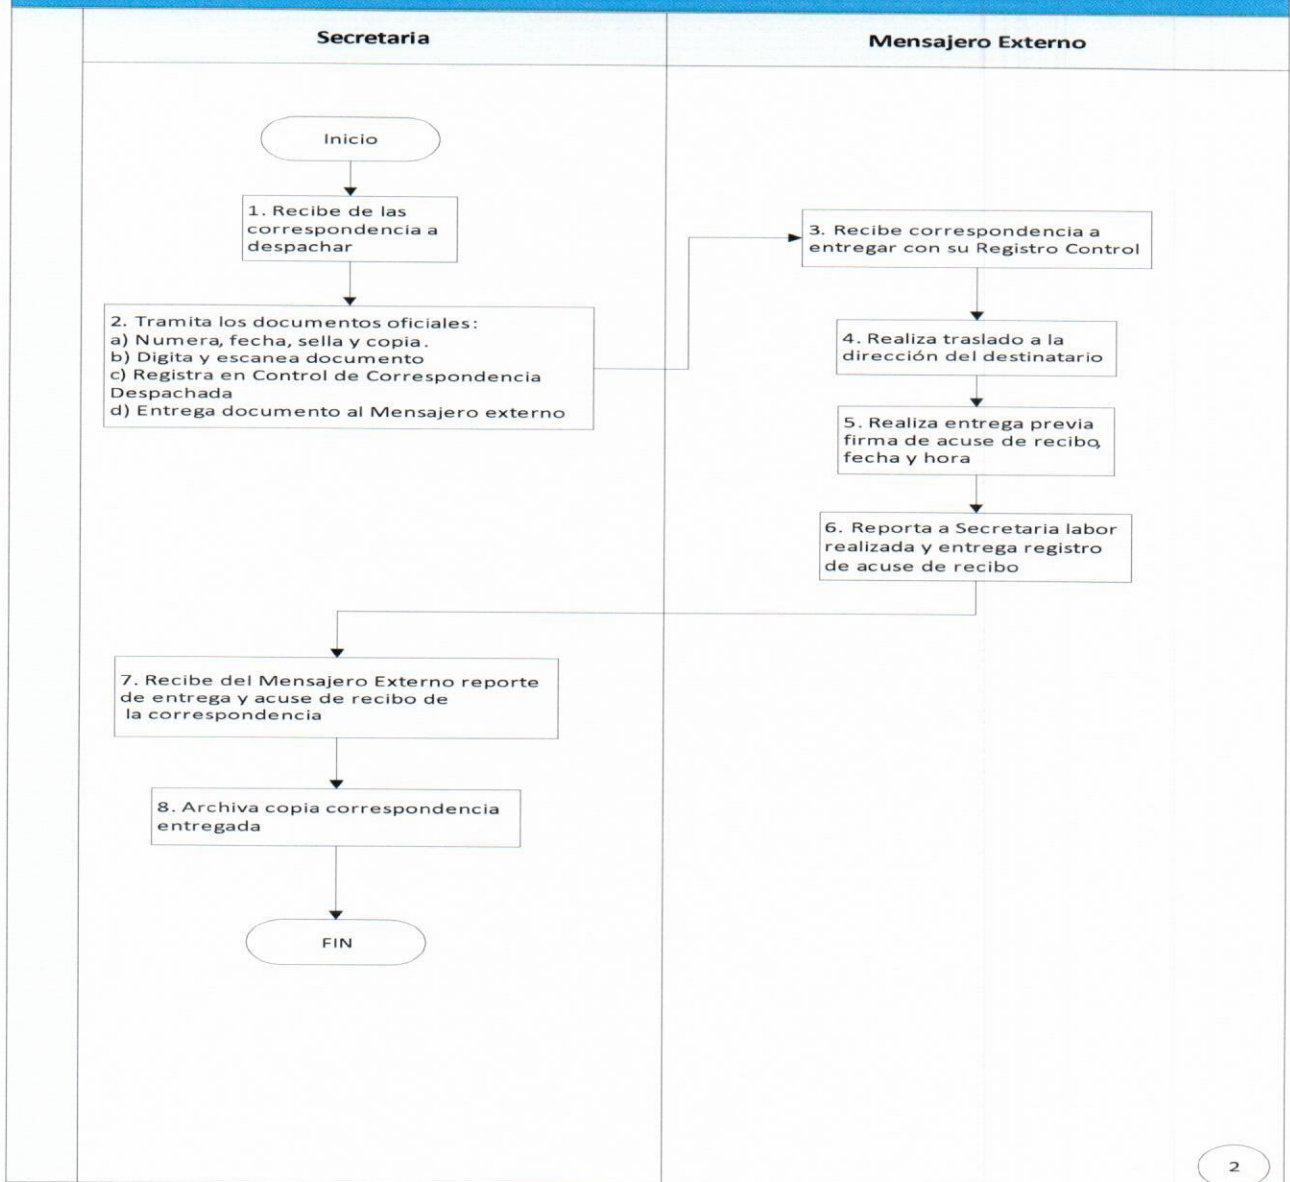 Secretaria
Mensajero Externo
Inicio
1. Recibe de las
correspondencia a
despachar
2. Tramita los documentos oficiales:
a) Numera, fecha, sella y copia.
b) Digita y escanea documento
c) Registra en Control de Correspondencia
Despachada
d) Entrega documento al Mensajero externo
3. Recibe correspondencia a
entregar con su Registro Control
4. Realiza traslado a la
dirección del destinatario
5. Realiza entrega previa
firma de acuse de recibo,
fecha y hora
6. Reporta a Secretaria labor
realizada y entrega registro
de acuse de recibo
7. Recibe del Mensajero Externo reporte
de entrega y acuse de recibo de
la correspondencia
8. Archiva copia correspondencia
entregada
FIN
2